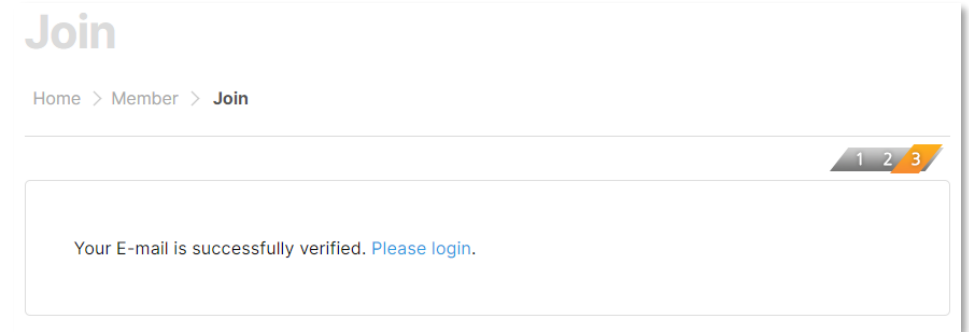 Join
Home > Member > Join
1 2 3
Your E-mail is successfully verified. Please login.